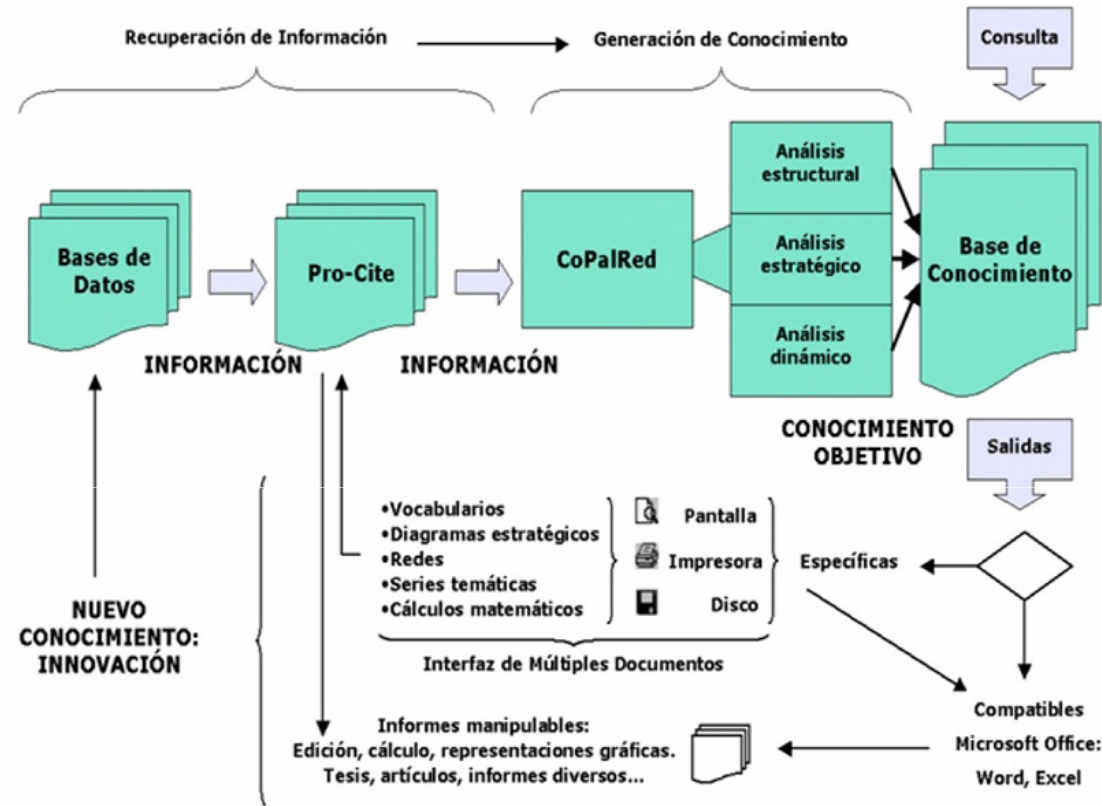 Recuperación de Información
Generación de Conocimiento
Consulta
Bases de
Datos
Pro-Cite
CoPalRed
Análisis
estructural
Análisis
estratégico
Análisis
dinámico
Base de
Conocimiento
INFORMACIÓN
INFORMACIÓN
CONOCIMIENTO
OBJETIVO
Salidas
•Vocabularios
•Diagramas estratégicos
•Redes
•Series temáticas
•Cálculos matemáticos
Pantalla
Impresora
Disco
Específicas
Interfaz de Múltiples Documentos
NUEVO
CONOCIMIENTO:
INNOVACIÓN
Informes manipulables:
Edición, cálculo, representaciones gráficas.
Tesis, artículos, informes diversos...
Compatibles
Microsoft Office:
Word, Excel